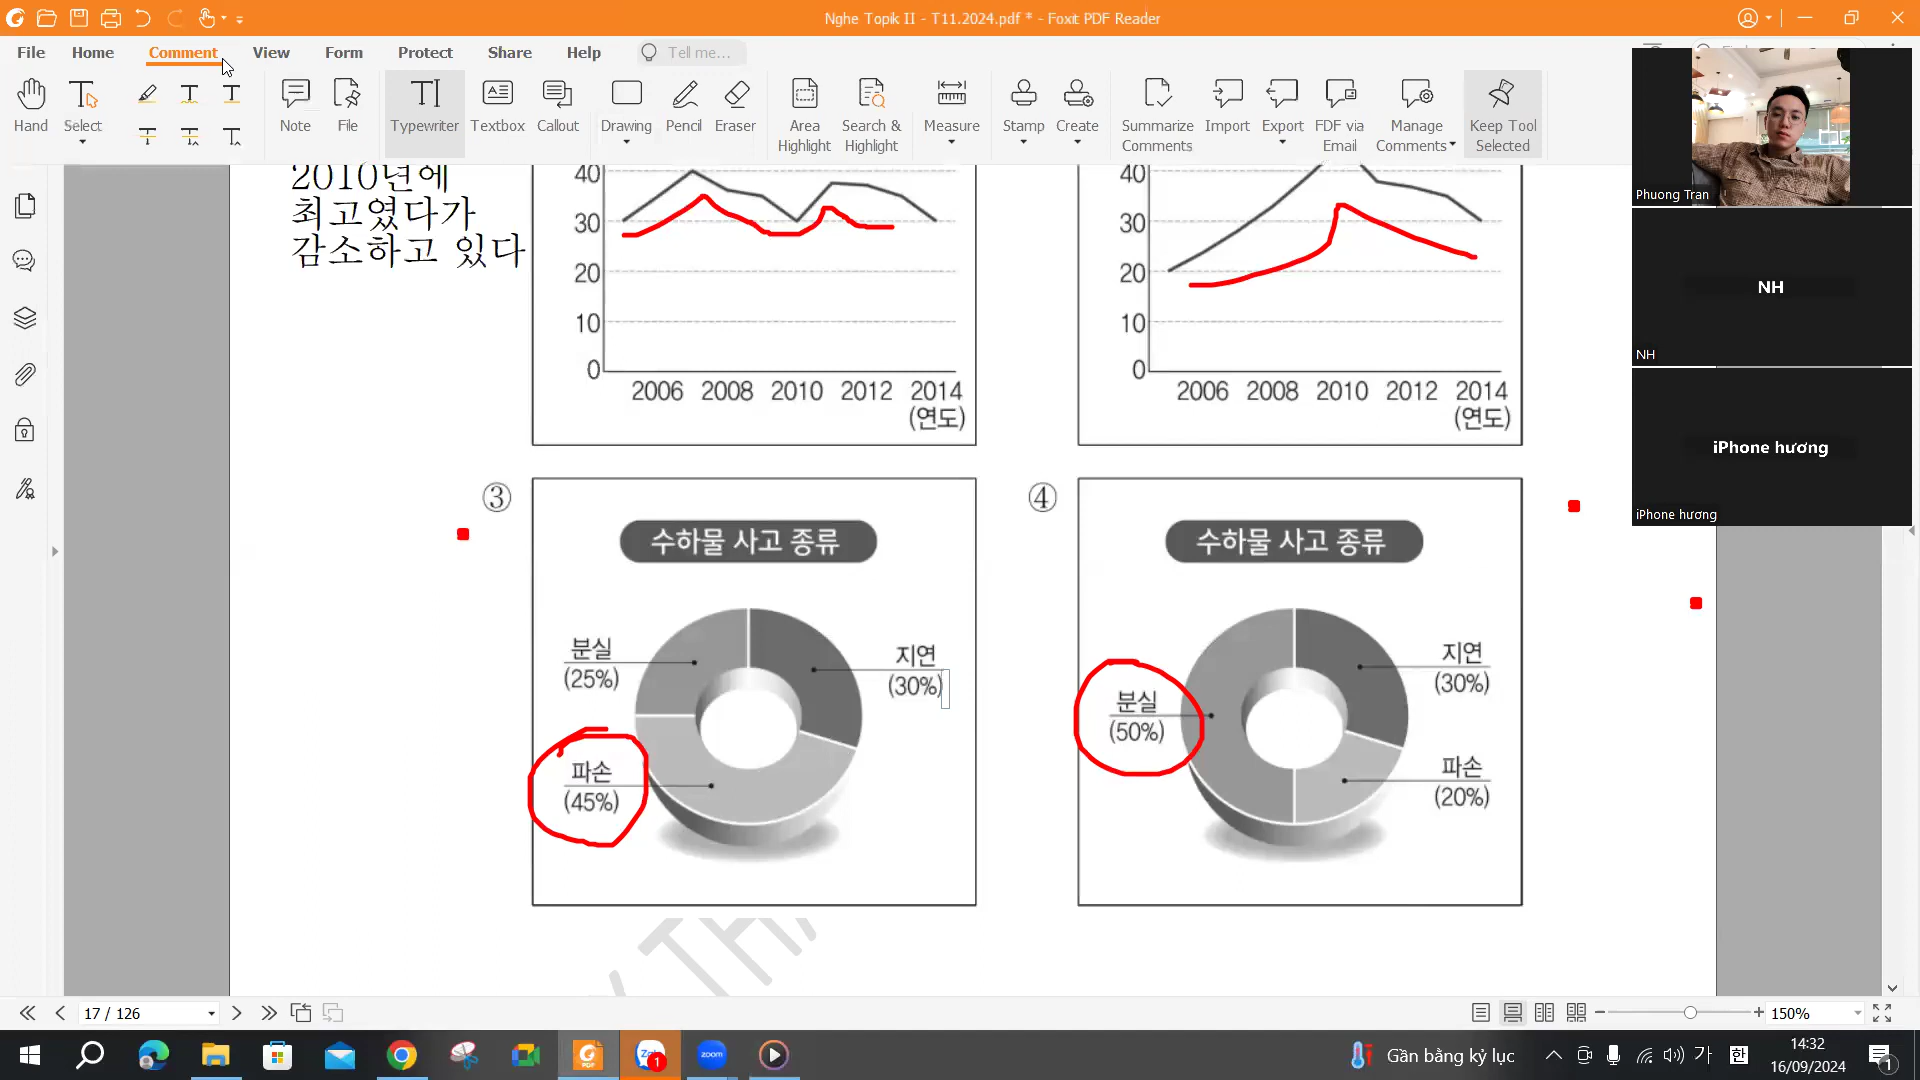 Nghe Topik II - T11.2024.pdf * - Foxit PDF Reader
File Home Comment View Form Protect Share Help Tell me...
Hand Select Note File Typewriter Textbox Callout Drawing Pencil Eraser Area Highlight Search & Highlight Measure Stamp Create Summarize Comments Import Export FDF via Email Manage Comments Keep Tool Selected
Phuong Tran
NH
NH
iPhone hương
iPhone hương
2010년에
최고였다가
감소하고 있다
40
30
20
10
0
2006 2008 2010 2012 2014
(연도)
40
30
20
10
0
2006 2008 2010 2012 2014
(연도)
③
수하물 사고 종류
분실
(25%)
지연
(30%)
파손
(45%)
④
수하물 사고 종류
분실
(50%)
지연
(30%)
파손
(20%)
17 / 126
150%
PDF
Zalo
1
zoom
Gần bằng kỷ lục
가
한
14:32
16/09/2024
1